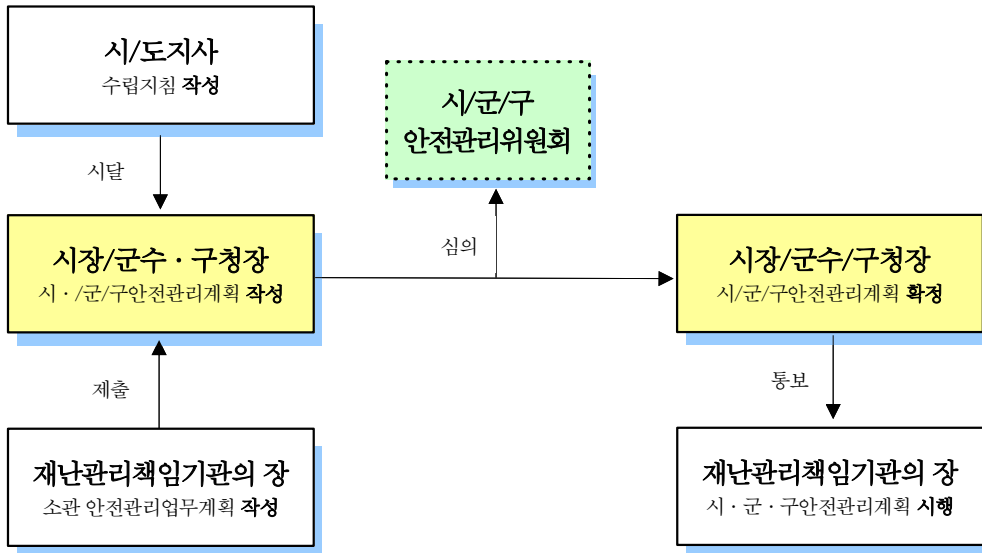 시/도지사
수립지침 작성
시/군/구
안전관리위원회
시달
시장/군수 · 구청장
시 · /군/구안전관리계획 작성
심의
시장/군수/구청장
시/군/구안전관리계획 확정
제출
통보
재난관리책임기관의 장
소관 안전관리업무계획 작성
재난관리책임기관의 장
시 · 군 · 구안전관리계획 시행